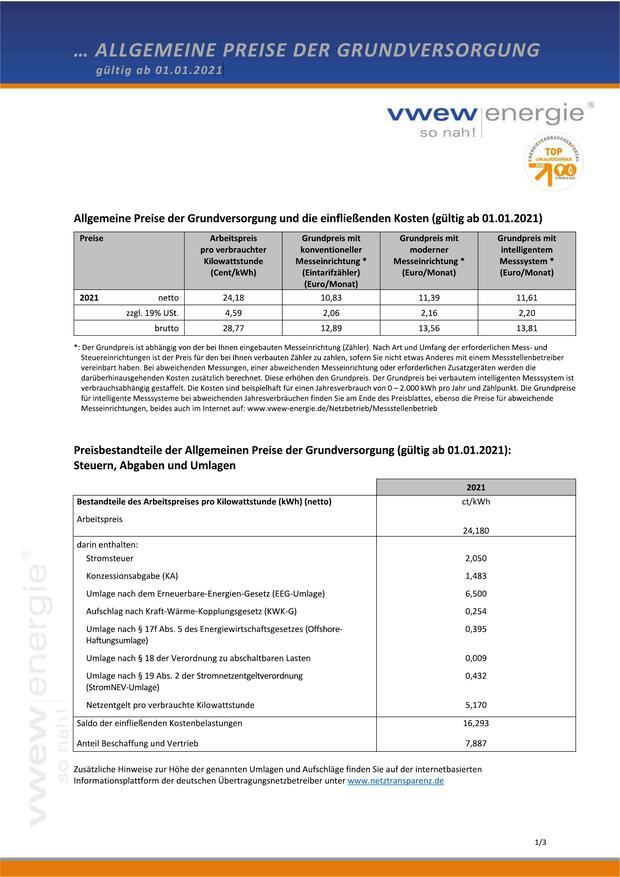 ... ALLGEMEINE PREISE DER GRUNDVERSORGUNG
gültig ab 01.01.2021
vwew energie ®
so nah!
ENERGIEVERBRAUCHERPORTAL
TOP
LOKALVERSORGER
Allgemeine Preise der Grundversorgung und die einfließenden Kosten (gültig ab 01.01.2021)
Preise Arbeitspreis pro verbrauchter Kilowattstunde (Cent/kWh) Grundpreis mit konventioneller Messeinrichtung * (Eintarifzähler) (Euro/Monat) Grundpreis mit moderner Messeinrichtung * (Euro/Monat) Grundpreis mit intelligentem Messsystem * (Euro/Monat)
2021 netto 24,18 10,83 11,39 11,61
zzgl. 19% USt. 4,59 2,06 2,16 2,20
brutto 28,77 12,89 13,56 13,81
*: Der Grundpreis ist abhängig von der bei Ihnen eingebauten Messeinrichtung (Zähler). Nach Art und Umfang der erforderlichen Mess- und
Steuereinrichtungen ist der Preis für den bei Ihnen verbauten Zähler zu zahlen, sofern Sie nicht etwas Anderes mit einem Messstellenbetreiber
vereinbart haben. Bei abweichenden Messungen, einer abweichenden Messeinrichtung oder erforderlichen Zusatzgeräten werden die
darüberhinausgehenden Kosten zusätzlich berechnet. Diese erhöhen den Grundpreis. Der Grundpreis bei verbautem intelligenten Messsystem ist
verbrauchsabhängig gestaffelt. Die Kosten sind beispielhaft für einen Jahresverbrauch von 0 – 2.000 kWh pro Jahr und Zählpunkt. Die Grundpreise
für intelligente Messsysteme bei abweichenden Jahresverbräuchen finden Sie am Ende des Preisblattes, ebenso die Preise für abweichende
Messeinrichtungen, beides auch im Internet auf: www.vwew-energie.de/Netzbetrieb/Messstellenbetrieb
Preisbestandteile der Allgemeinen Preise der Grundversorgung (gültig ab 01.01.2021):
Steuern, Abgaben und Umlagen
2021
Bestandteile des Arbeitspreises pro Kilowattstunde (kWh) (netto) ct/kWh
Arbeitspreis
24,180
darin enthalten:
Stromsteuer 2,050
Konzessionsabgabe (KA) 1,483
Umlage nach dem Erneuerbare-Energien-Gesetz (EEG-Umlage) 6,500
Aufschlag nach Kraft-Wärme-Kopplungsgesetz (KWK-G) 0,254
Umlage nach § 17f Abs. 5 des Energiewirtschaftsgesetzes (Offshore- 0,395
Haftungsumlage)
Umlage nach § 18 der Verordnung zu abschaltbaren Lasten 0,009
Umlage nach § 19 Abs. 2 der Stromnetzentgeltverordnung 0,432
(StromNEV-Umlage)
Netzentgelt pro verbrauchte Kilowattstunde 5,170
Saldo der einfließenden Kostenbelastungen 16,293
Anteil Beschaffung und Vertrieb 7,887
Zusätzliche Hinweise zur Höhe der genannten Umlagen und Aufschläge finden Sie auf der internetbasierten
Informationsplattform der deutschen Übertragungsnetzbetreiber unter www.netztransparenz.de
vwew energie ®
so nah!
1/3